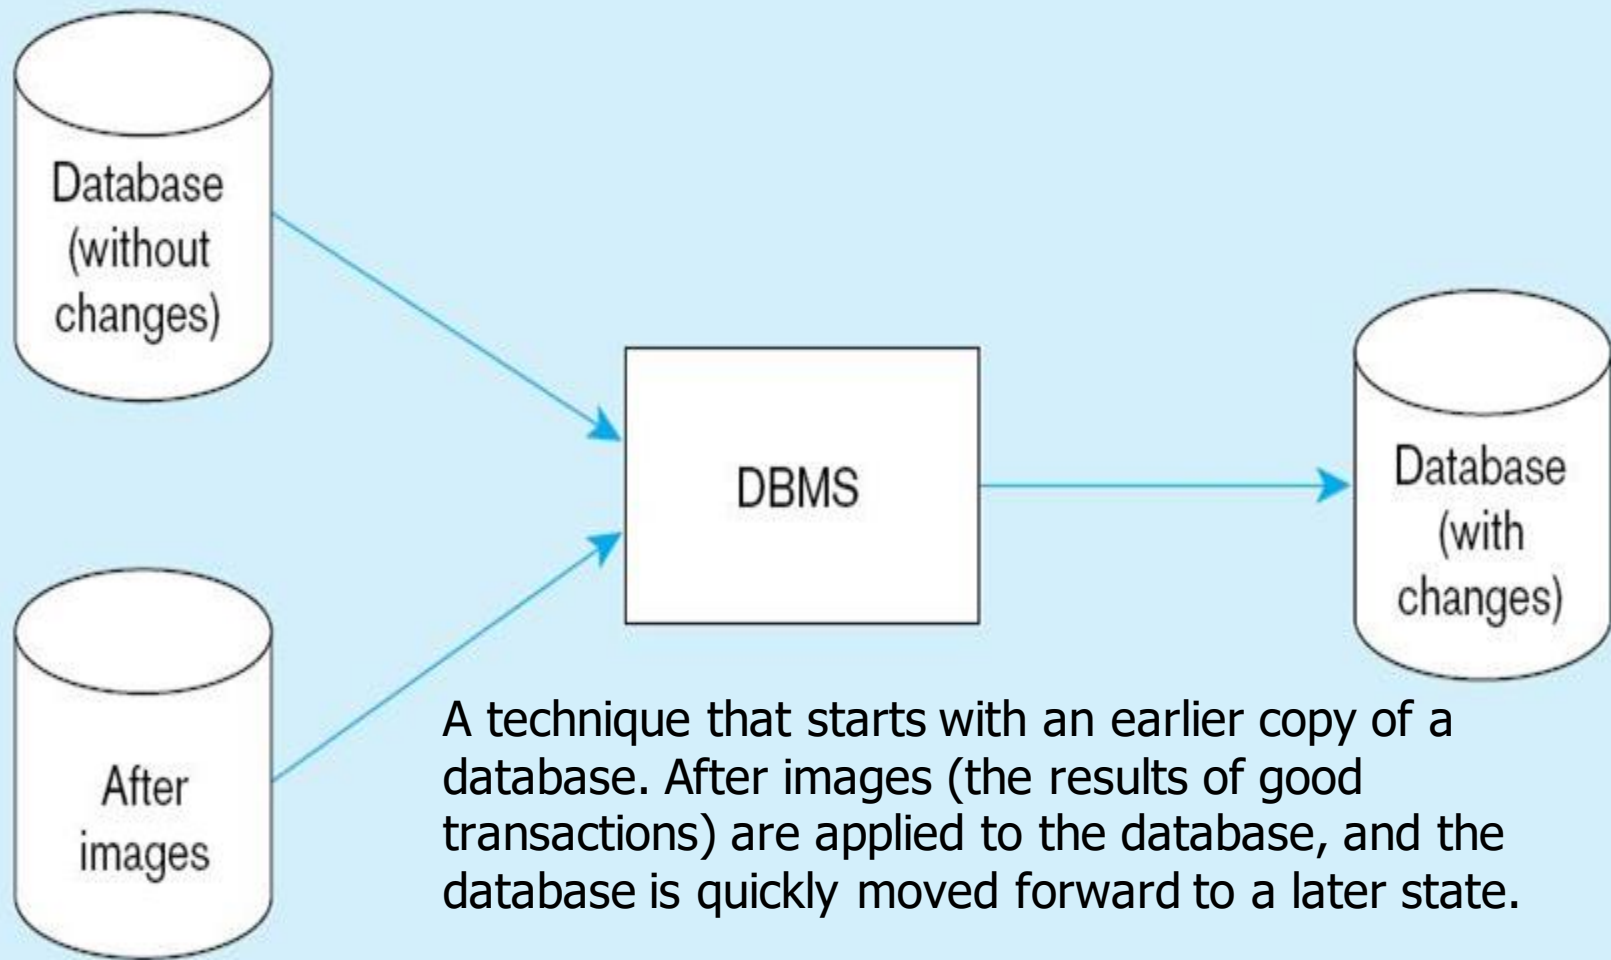 Database
(without
changes)
After
images
DBMS
Database
(with
changes)
A technique that starts with an earlier copy of a
database. After images (the results of good
transactions) are applied to the database, and the
database is quickly moved forward to a later state.